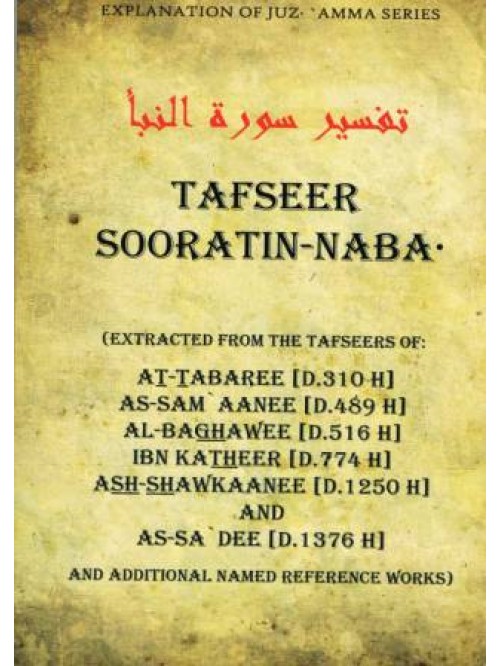 EXPLANATION OF JUZ· `AMMA SERIES
تفسير سورة النبأ
TAFSEER
SOORATIN-NABA·
(EXTRACTED FROM THE TAFSEERS OF:
AT-TABAREE [D.310 H]
AS-SAM`AANEE [D.489 H]
AL-BAGHAWEE [D.516 H]
IBN KATHEER [D.774 H]
ASH-SHAWKAANEE [D.1250 H]
AND
AS-SA`DEE [D.1376 H]
AND ADDITIONAL NAMED REFERENCE WORKS)